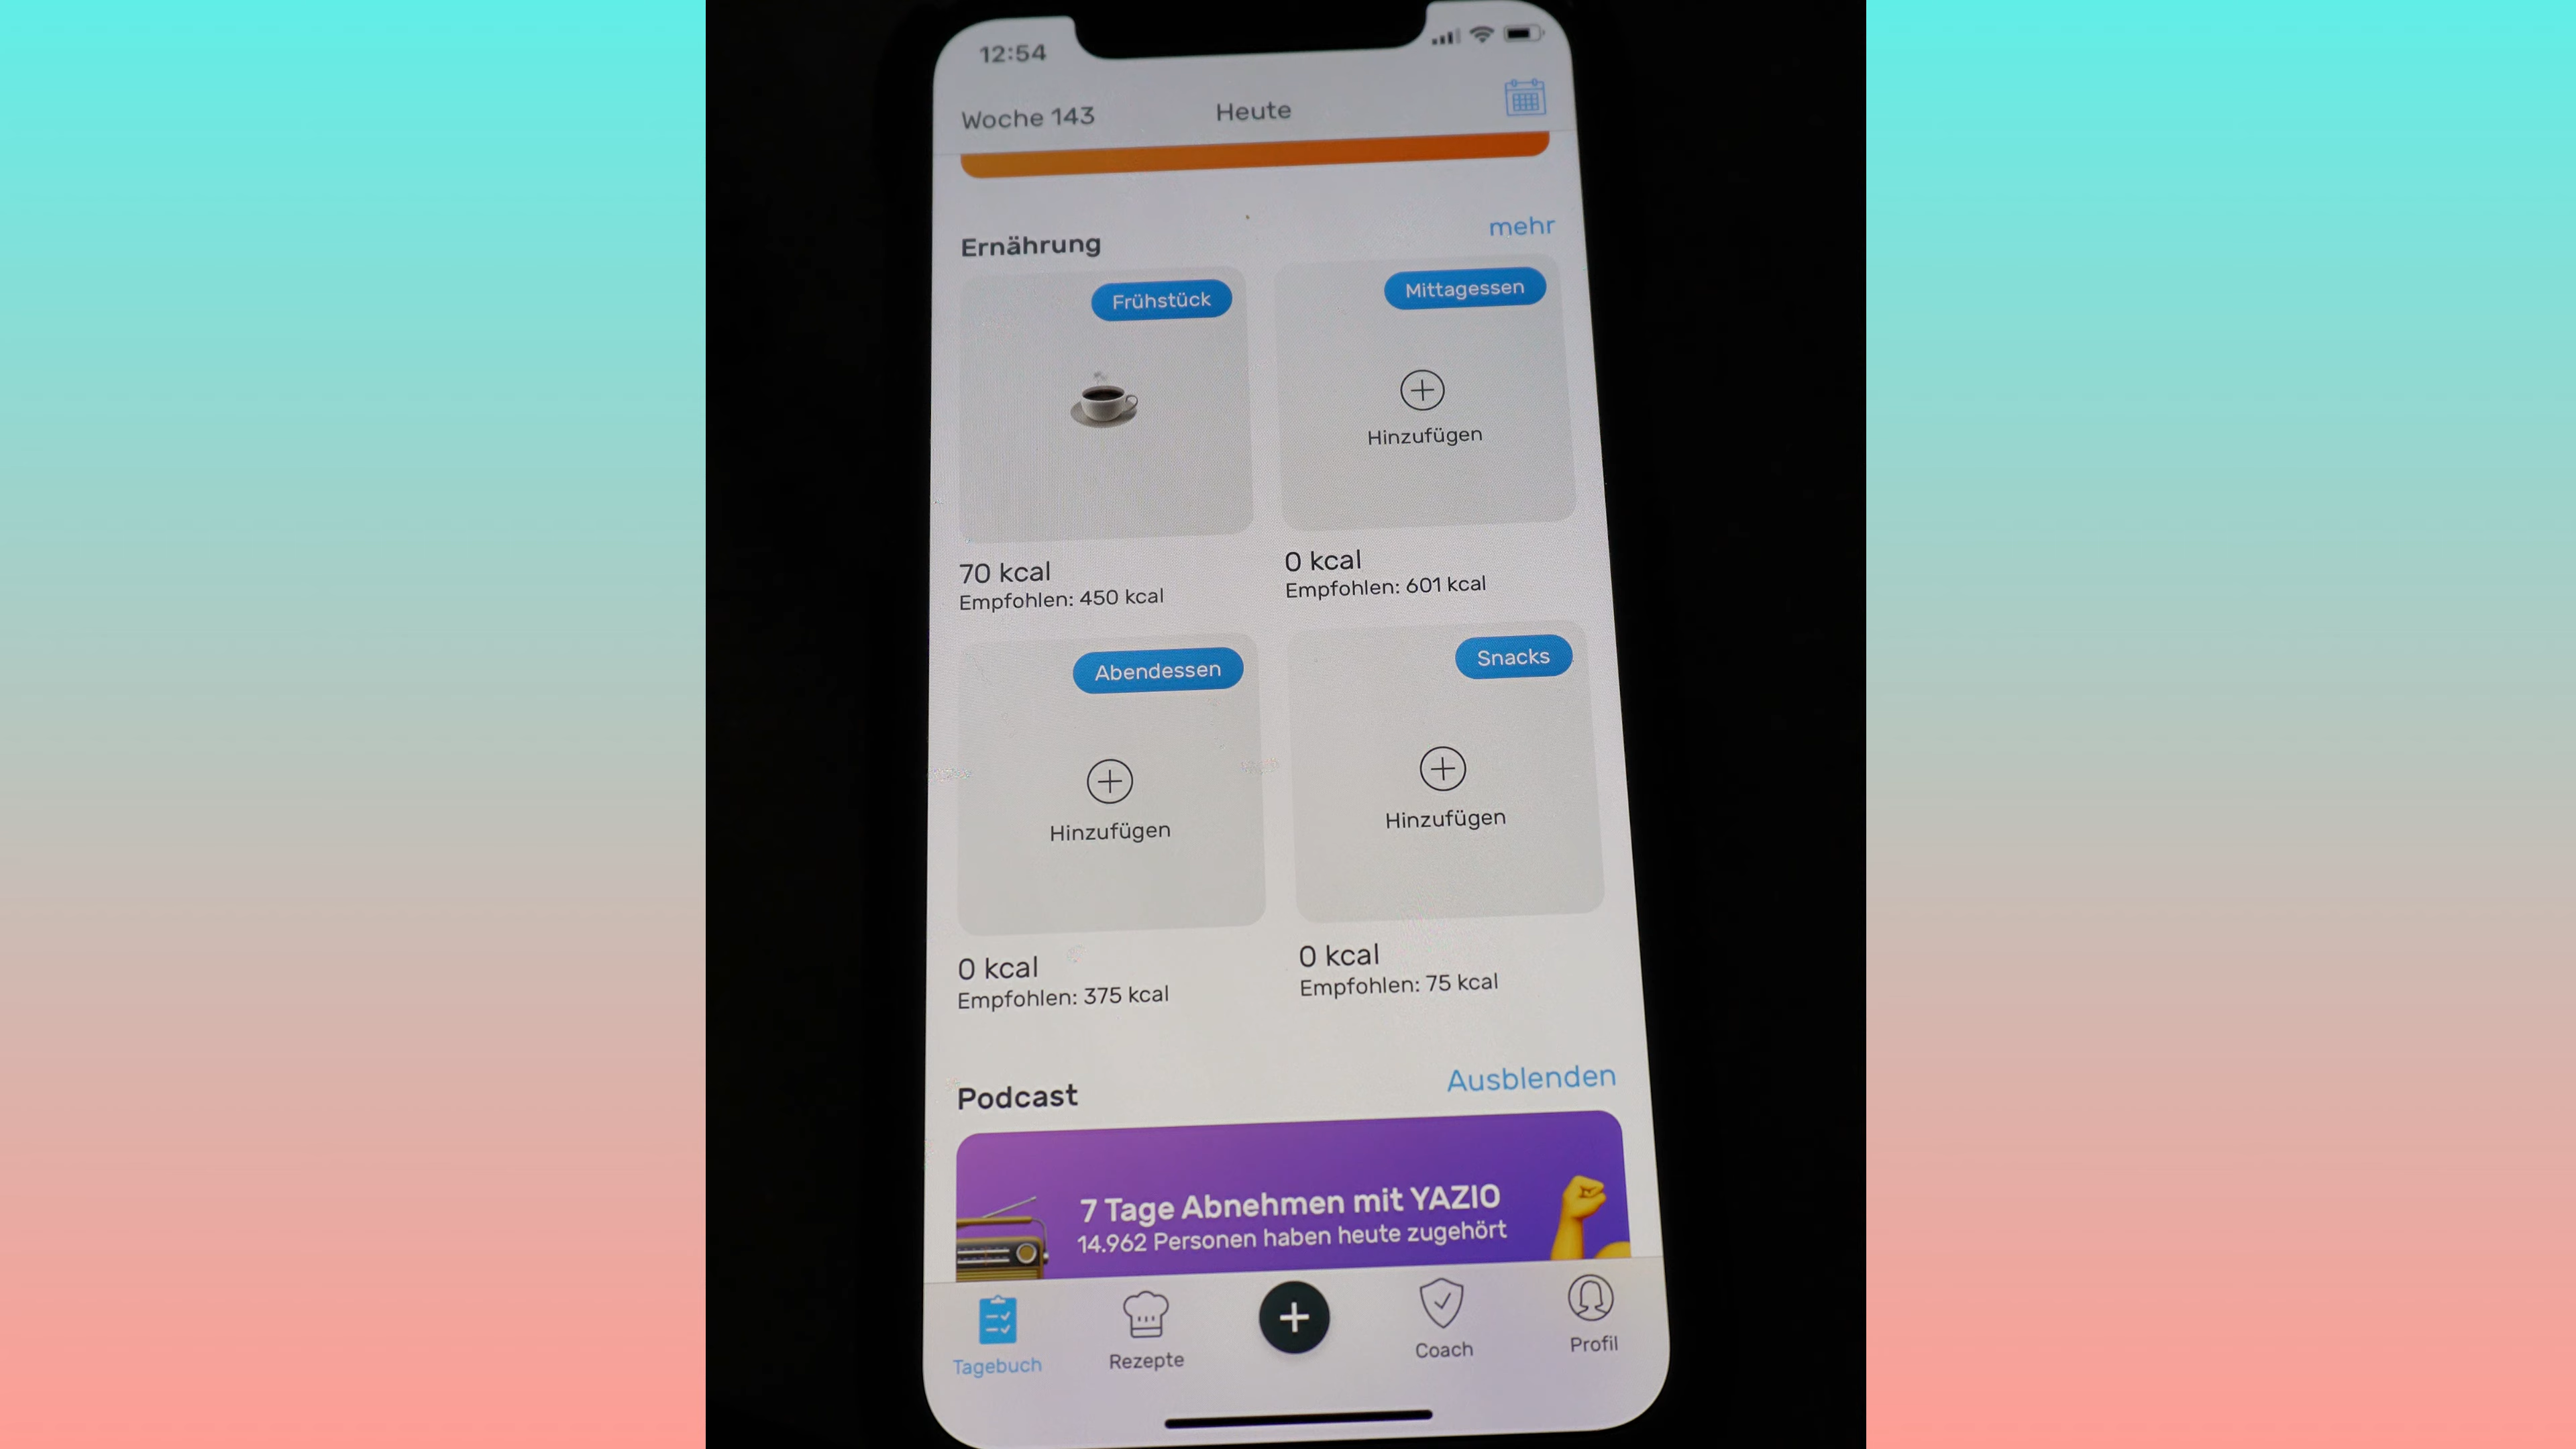 12:54
Woche 143
Heute
Ernährung
mehr
Frühstück
Mittagessen
Hinzufügen
70 kcal
Empfohlen: 450 kcal
0 kcal
Empfohlen: 601 kcal
Abendessen
Snacks
Hinzufügen
Hinzufügen
0 kcal
Empfohlen: 375 kcal
0 kcal
Empfohlen: 75 kcal
Podcast
Ausblenden
7 Tage Abnehmen mit YAZIO
14.962 Personen haben heute zugehört
Tagebuch
Rezepte
Coach
Profil